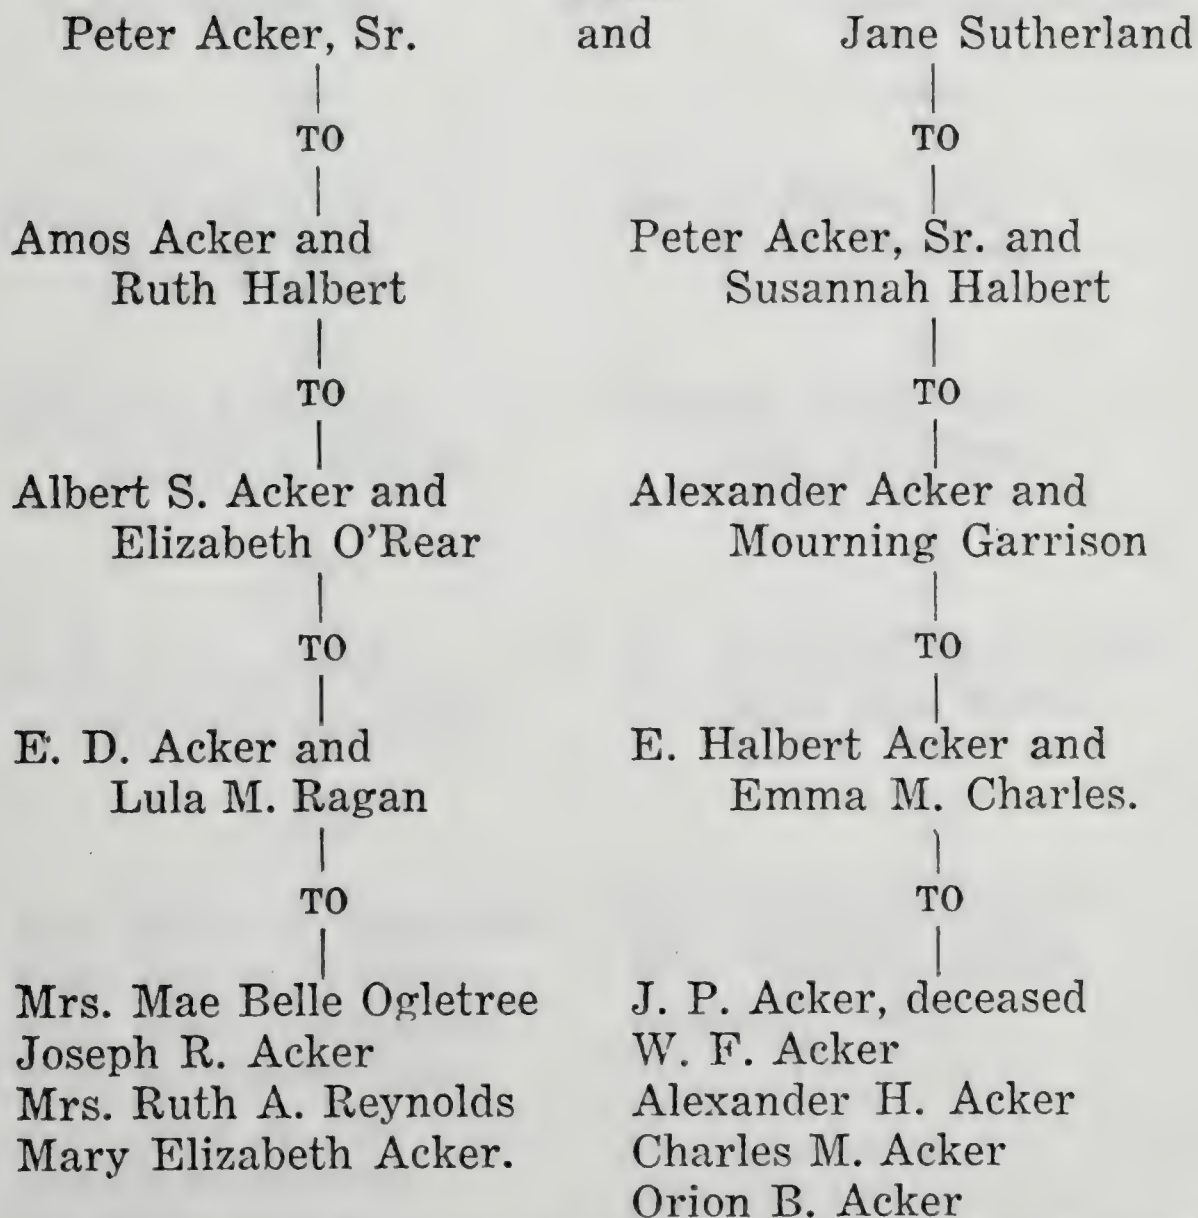 Peter Acker, Sr. and Jane Sutherland
TO TO
Amos Acker and Peter Acker, Sr. and
Ruth Halbert Susannah Halbert
TO TO
Albert S. Acker and Alexander Acker and
Elizabeth O'Rear Mourning Garrison
TO TO
E. D. Acker and E. Halbert Acker and
Lula M. Ragan Emma M. Charles.
TO TO
Mrs. Mae Belle Ogletree J. P. Acker, deceased
Joseph R. Acker W. F. Acker
Mrs. Ruth A. Reynolds Alexander H. Acker
Mary Elizabeth Acker. Charles M. Acker
Orion B. Acker